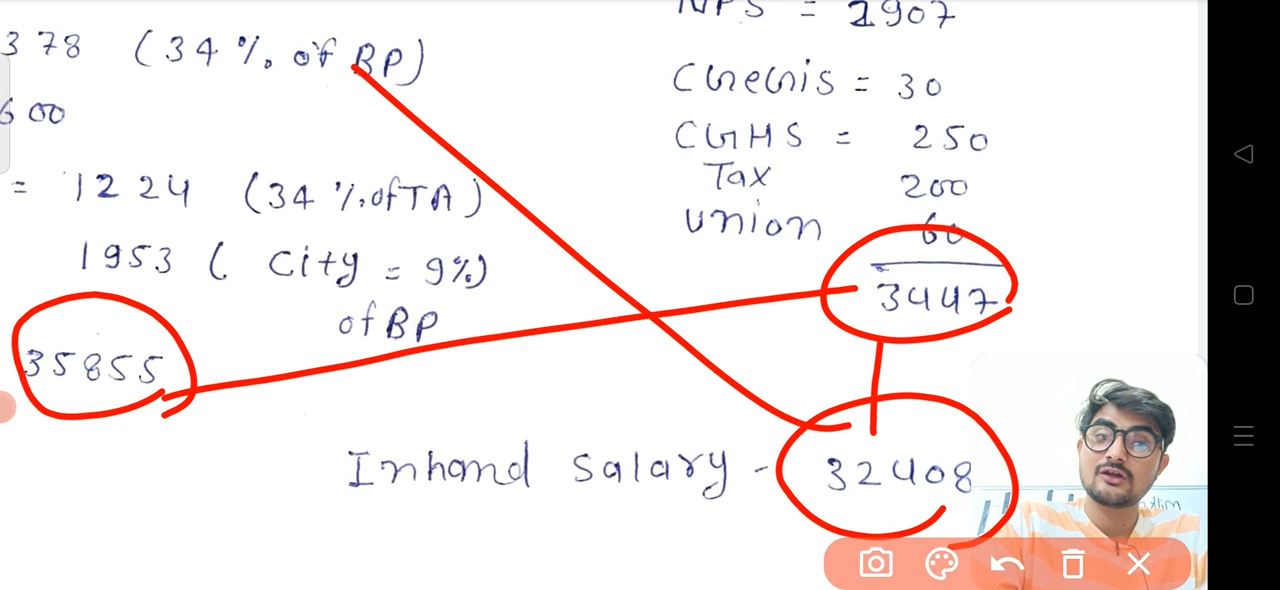 378 (34 %. of BP)
600
= 1224 (34 %. of TA)
1953 ( City = 9%)
of BP
35855
NPS = 2907
CGEGIS = 30
CGHS = 250
Tax 200
union 60
3447
Inhand salary - 32408